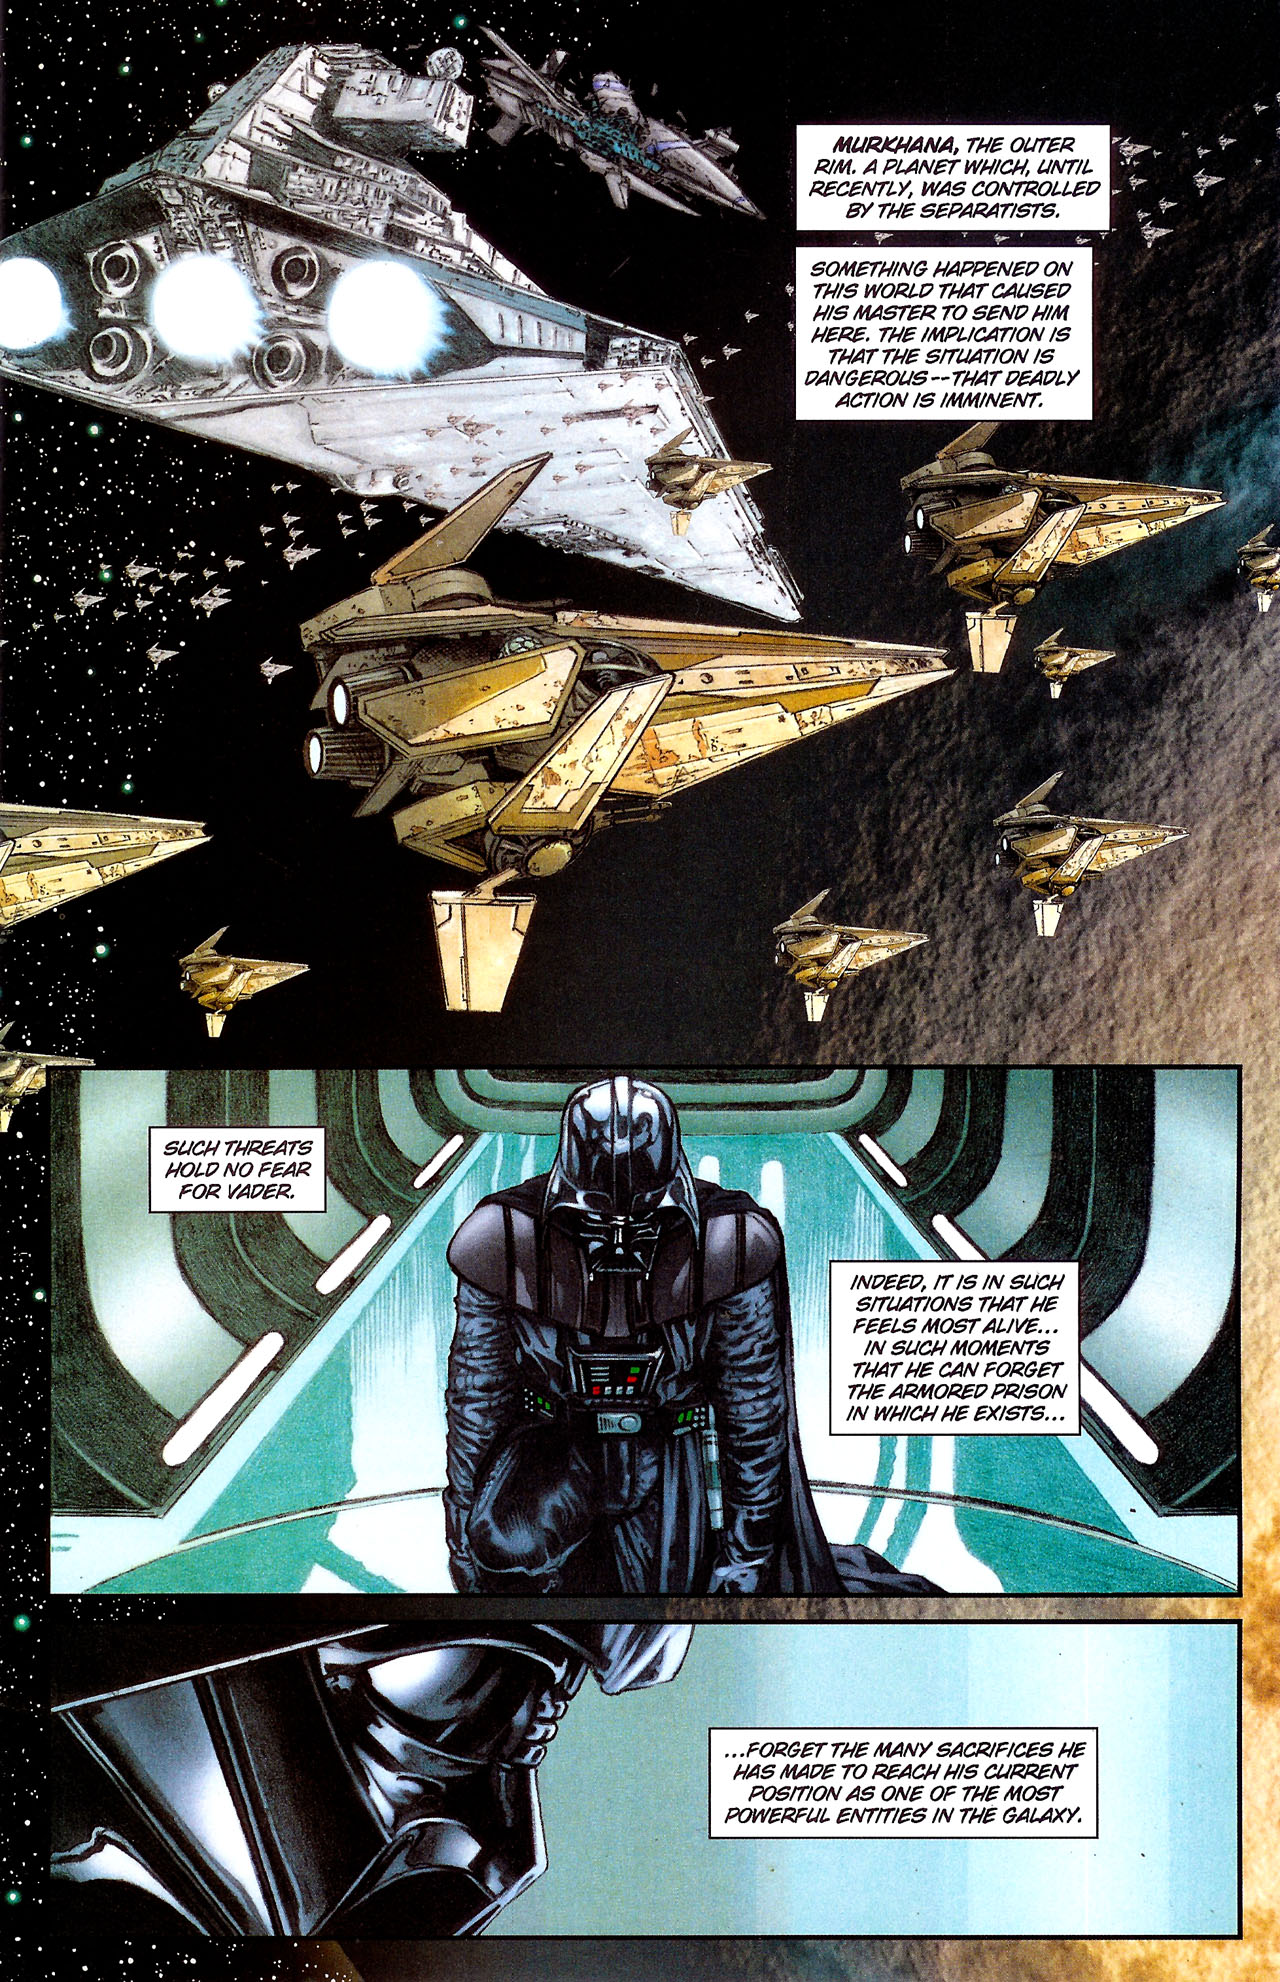 MURKHANA, THE OUTER
RIM. A PLANET WHICH, UNTIL
RECENTLY, WAS CONTROLLED
BY THE SEPARATISTS.
SOMETHING HAPPENED ON
THIS WORLD THAT CAUSED
HIS MASTER TO SEND HIM
HERE. THE IMPLICATION IS
THAT THE SITUATION IS
DANGEROUS--THAT DEADLY
ACTION IS IMMINENT.
SUCH THREATS
HOLD NO FEAR
FOR VADER.
INDEED, IT IS IN SUCH
SITUATIONS THAT HE
FEELS MOST ALIVE...
IN SUCH MOMENTS
THAT HE CAN FORGET
THE ARMORED PRISON
IN WHICH HE EXISTS...
...FORGET THE MANY SACRIFICES HE
HAS MADE TO REACH HIS CURRENT
POSITION AS ONE OF THE MOST
POWERFUL ENTITIES IN THE GALAXY.